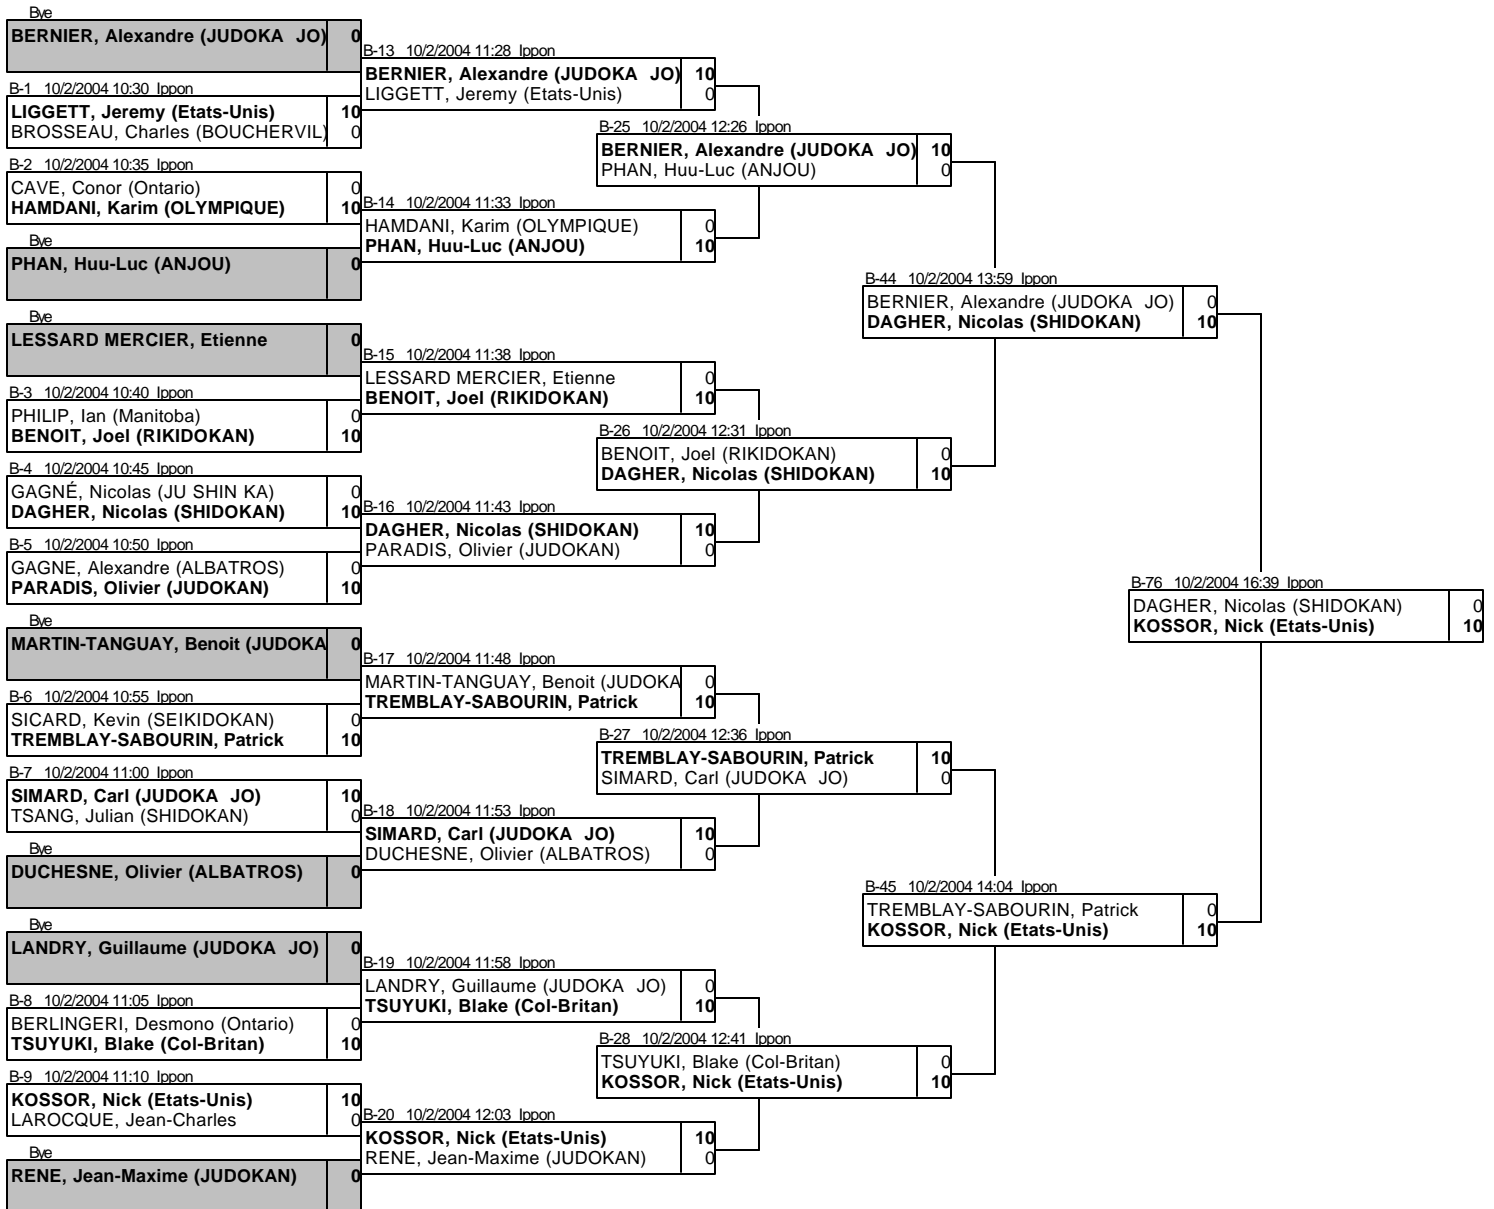 Bye
BERNIER, Alexandre (JUDOKA JO) 0
B-1 10/2/2004 10:30 Ippon
LIGGETT, Jeremy (Etats-Unis) 10
BROSSEAU, Charles (BOUCHERVIL) 0
B-2 10/2/2004 10:35 Ippon
CAVE, Conor (Ontario) 0
HAMDANI, Karim (OLYMPIQUE) 10
Bye
PHAN, Huu-Luc (ANJOU) 0
Bye
LESSARD MERCIER, Etienne 0
B-3 10/2/2004 10:40 Ippon
PHILIP, Ian (Manitoba) 0
BENOIT, Joel (RIKIDOKAN) 10
B-4 10/2/2004 10:45 Ippon
GAGNÉ, Nicolas (JU SHIN KA) 0
DAGHER, Nicolas (SHIDOKAN) 10
B-5 10/2/2004 10:50 Ippon
GAGNE, Alexandre (ALBATROS) 0
PARADIS, Olivier (JUDOKAN) 10
Bye
MARTIN-TANGUAY, Benoit (JUDOKA 0
B-6 10/2/2004 10:55 Ippon
SICARD, Kevin (SEIKIDOKAN) 0
TREMBLAY-SABOURIN, Patrick 10
B-7 10/2/2004 11:00 Ippon
SIMARD, Carl (JUDOKA JO) 10
TSANG, Julian (SHIDOKAN) 0
Bye
DUCHESNE, Olivier (ALBATROS) 0
Bye
LANDRY, Guillaume (JUDOKA JO) 0
B-8 10/2/2004 11:05 Ippon
BERLINGERI, Desmono (Ontario) 0
TSUYUKI, Blake (Col-Britan) 10
B-9 10/2/2004 11:10 Ippon
KOSSOR, Nick (Etats-Unis) 10
LAROCQUE, Jean-Charles 0
Bye
RENE, Jean-Maxime (JUDOKAN) 0
B-13 10/2/2004 11:28 Ippon
BERNIER, Alexandre (JUDOKA JO) 10
LIGGETT, Jeremy (Etats-Unis) 0
B-14 10/2/2004 11:33 Ippon
HAMDANI, Karim (OLYMPIQUE) 0
PHAN, Huu-Luc (ANJOU) 10
B-15 10/2/2004 11:38 Ippon
LESSARD MERCIER, Etienne 0
BENOIT, Joel (RIKIDOKAN) 10
B-16 10/2/2004 11:43 Ippon
DAGHER, Nicolas (SHIDOKAN) 10
PARADIS, Olivier (JUDOKAN) 0
B-17 10/2/2004 11:48 Ippon
MARTIN-TANGUAY, Benoit (JUDOKA 0
TREMBLAY-SABOURIN, Patrick 10
B-18 10/2/2004 11:53 Ippon
SIMARD, Carl (JUDOKA JO) 10
DUCHESNE, Olivier (ALBATROS) 0
B-19 10/2/2004 11:58 Ippon
LANDRY, Guillaume (JUDOKA JO) 0
TSUYUKI, Blake (Col-Britan) 10
B-20 10/2/2004 12:03 Ippon
KOSSOR, Nick (Etats-Unis) 10
RENE, Jean-Maxime (JUDOKAN) 0
B-25 10/2/2004 12:26 Ippon
BERNIER, Alexandre (JUDOKA JO) 10
PHAN, Huu-Luc (ANJOU) 0
B-26 10/2/2004 12:31 Ippon
BENOIT, Joel (RIKIDOKAN) 0
DAGHER, Nicolas (SHIDOKAN) 10
B-27 10/2/2004 12:36 Ippon
TREMBLAY-SABOURIN, Patrick 10
SIMARD, Carl (JUDOKA JO) 0
B-28 10/2/2004 12:41 Ippon
TSUYUKI, Blake (Col-Britan) 0
KOSSOR, Nick (Etats-Unis) 10
B-44 10/2/2004 13:59 Ippon
BERNIER, Alexandre (JUDOKA JO) 0
DAGHER, Nicolas (SHIDOKAN) 10
B-45 10/2/2004 14:04 Ippon
TREMBLAY-SABOURIN, Patrick 0
KOSSOR, Nick (Etats-Unis) 10
B-76 10/2/2004 16:39 Ippon
DAGHER, Nicolas (SHIDOKAN) 0
KOSSOR, Nick (Etats-Unis) 10